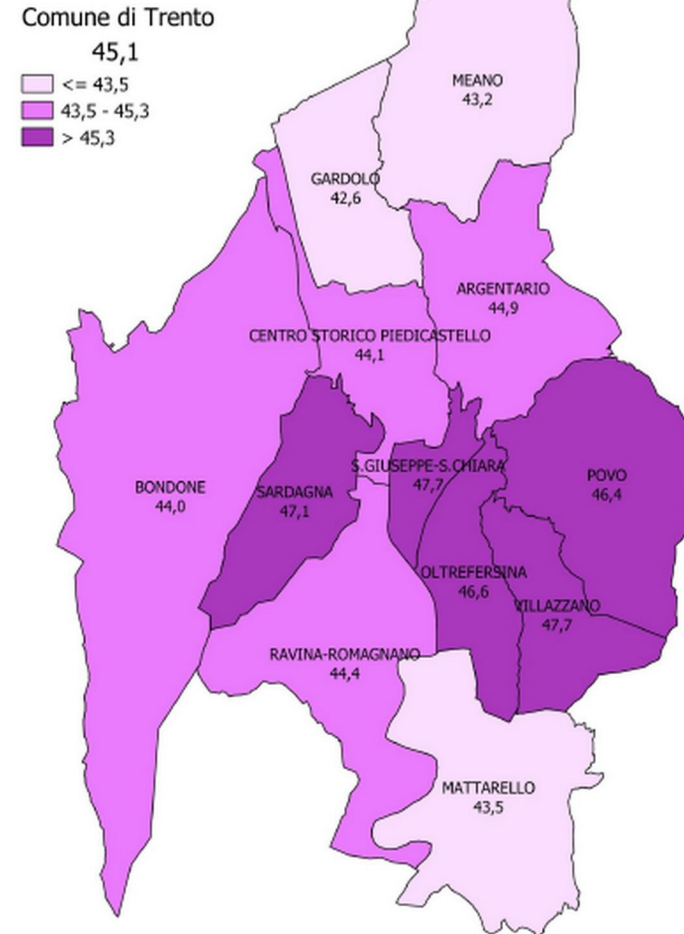 Comune di Trento
45,1
<= 43,5
43,5 - 45,3
> 45,3
MEANO
43,2
GARDOLO
42,6
ARGENTARIO
44,9
CENTRO STORICO PIEDICASTELLO
44,1
S.GIUSEPPE-S.CHIARA
47,7
POVO
46,4
BONDONE
44,0
SARDAGNA
47,1
OLTREFERSINA
46,6
VILLAZZANO
47,7
RAVINA-ROMAGNANO
44,4
MATTARELLO
43,5